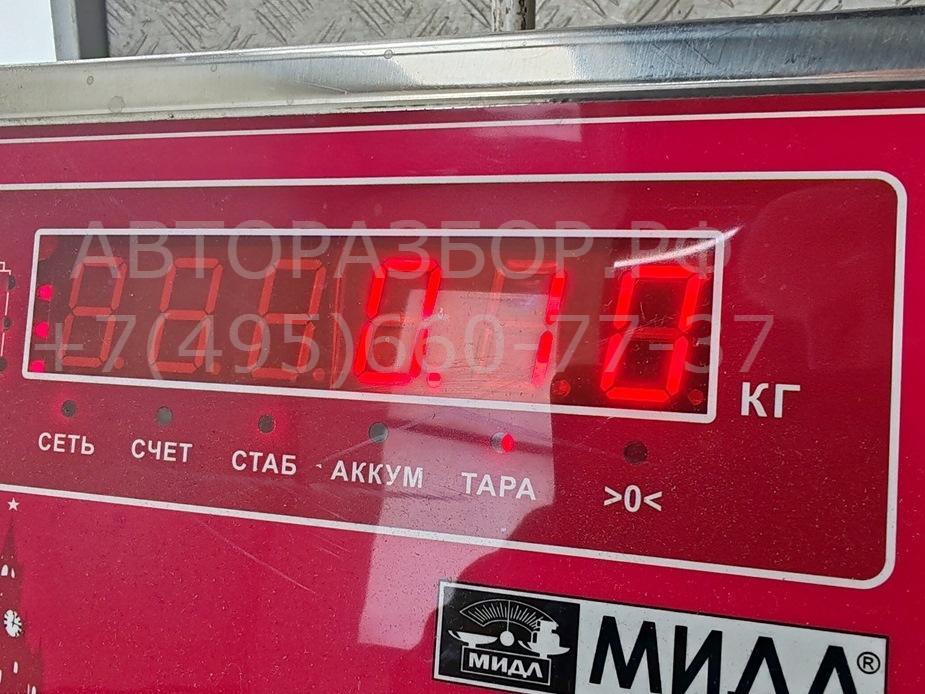 АВТОРАЗБОР.РФ
+7(495)660-77-37
0.10
КГ
СЕТЬ СЧЕТ СТАБ АККУМ ТАРА >0<
МИДЛ
МИДЛ®